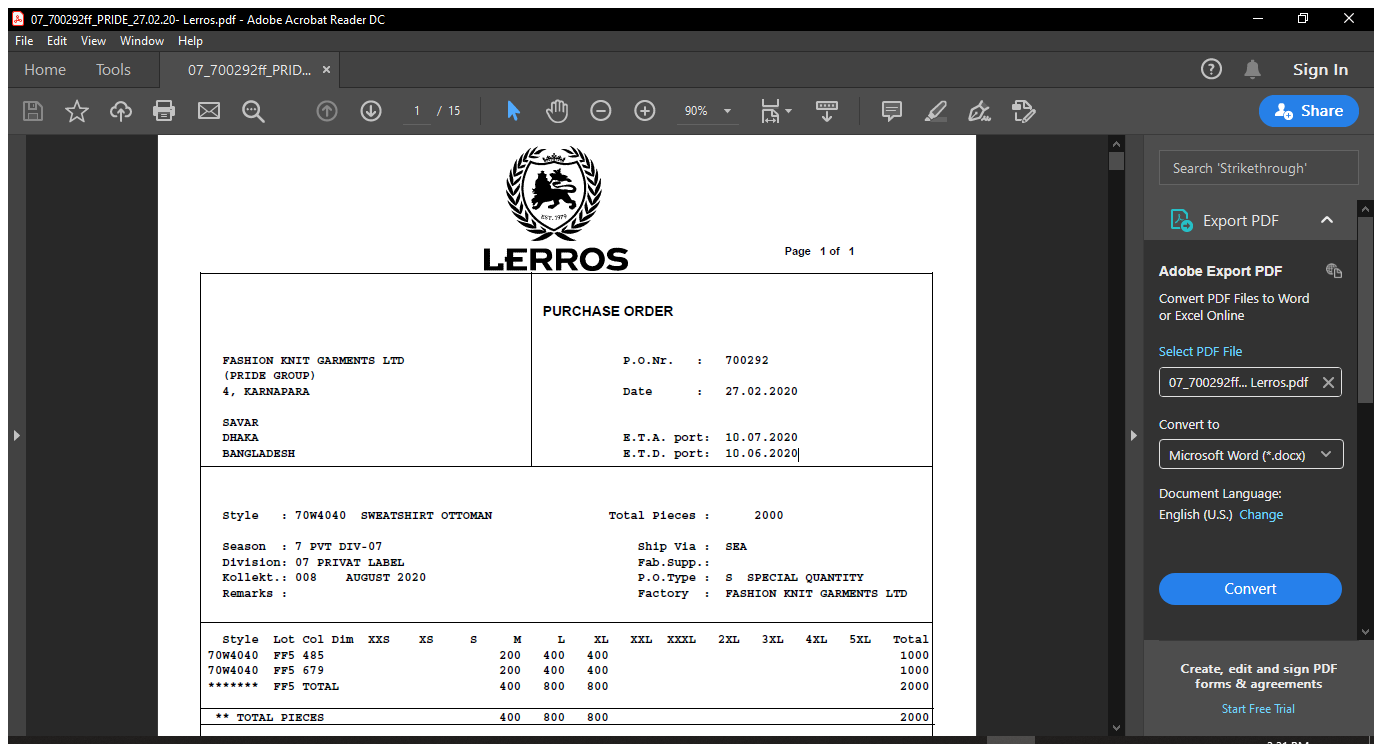 07_700292ff_PRIDE_27.02.20- Lerros.pdf - Adobe Acrobat Reader DC
File Edit View Window Help
Home Tools 07_700292ff_PRID... × Sign In
1 / 15 90% Share
EST. 1979
LERROS
Page 1 of 1
PURCHASE ORDER
FASHION KNIT GARMENTS LTD P.O.Nr. : 700292
(PRIDE GROUP)
4, KARNAPARA Date : 27.02.2020
SAVAR
DHAKA E.T.A. port: 10.07.2020
BANGLADESH E.T.D. port: 10.06.2020
Style : 70W4040 SWEATSHIRT OTTOMAN Total Pieces : 2000
Season : 7 PVT DIV-07 Ship Via : SEA
Division: 07 PRIVAT LABEL Fab.Supp.:
Kollekt.: 008 AUGUST 2020 P.O.Type : S SPECIAL QUANTITY
Remarks : Factory : FASHION KNIT GARMENTS LTD
Style Lot Col Dim XXS XS S M L XL XXL XXXL 2XL 3XL 4XL 5XL Total
70W4040 FF5 485 200 400 400 1000
70W4040 FF5 679 200 400 400 1000
******* FF5 TOTAL 400 800 800 2000
** TOTAL PIECES 400 800 800 2000
Search 'Strikethrough'
Export PDF
Adobe Export PDF
Convert PDF Files to Word
or Excel Online
Select PDF File
07_700292ff... Lerros.pdf
Convert to
Microsoft Word (*.docx)
Document Language:
English (U.S.) Change
Convert
Create, edit and sign PDF
forms & agreements
Start Free Trial